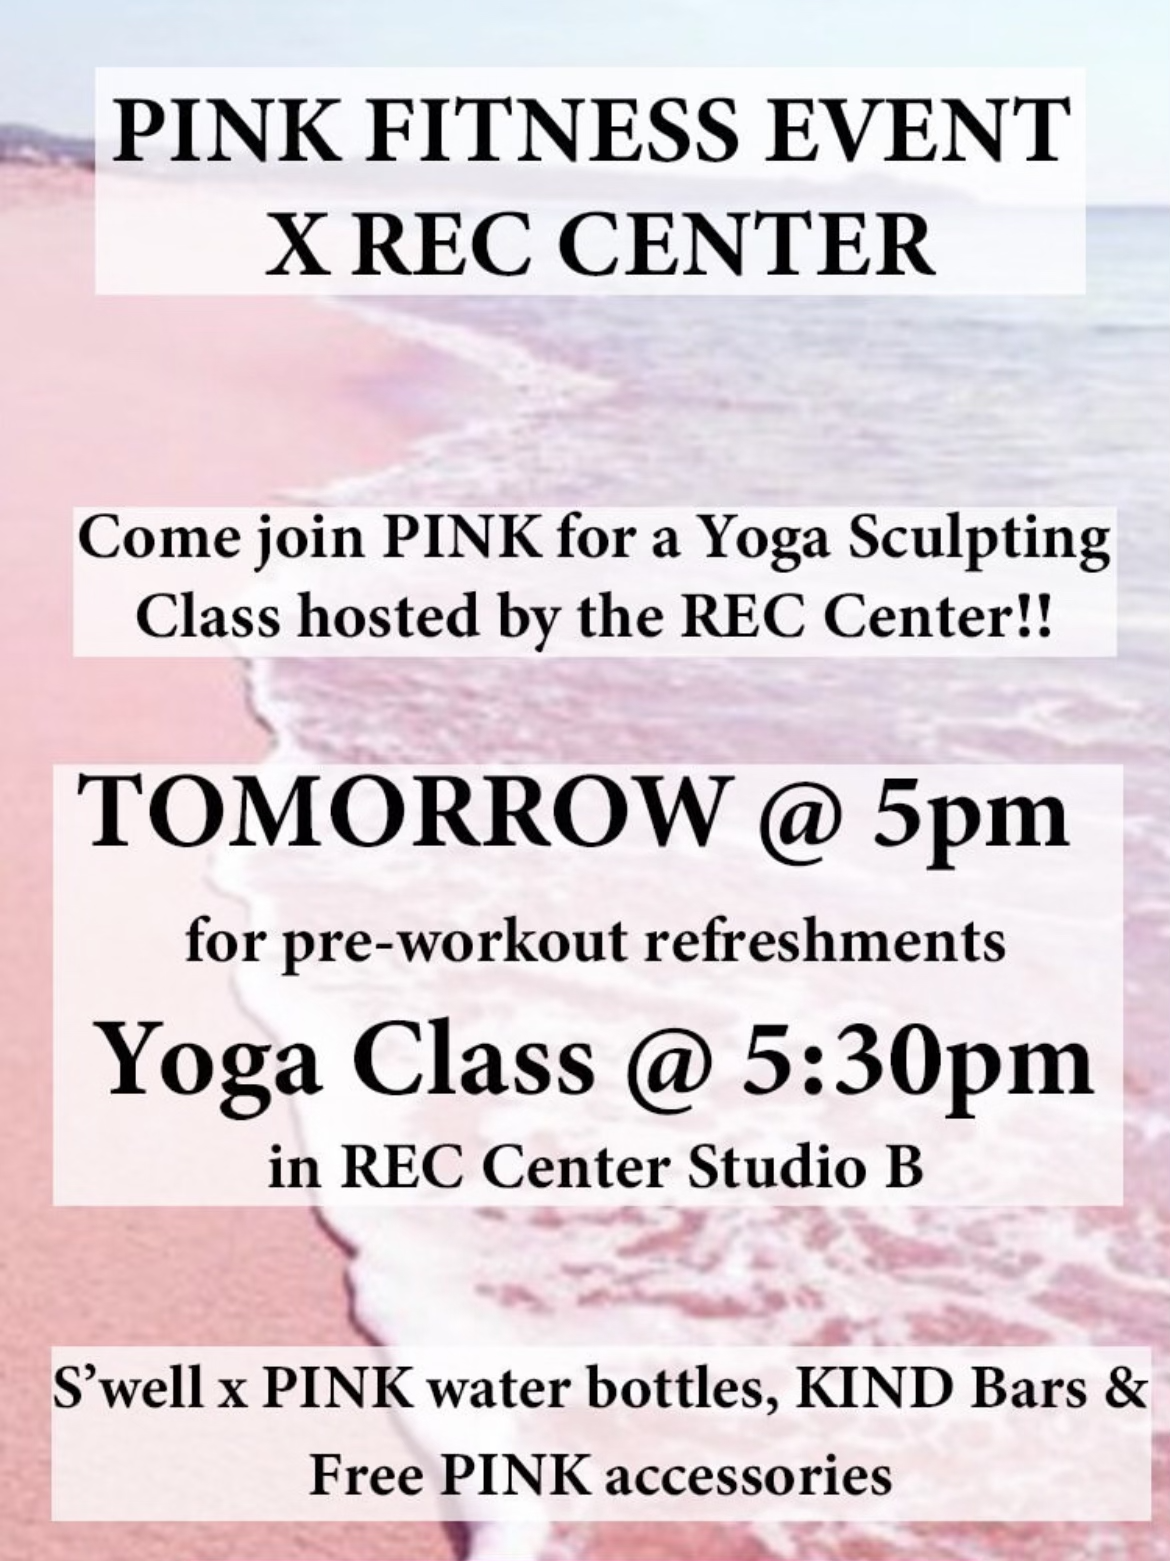 PINK FITNESS EVENT
X REC CENTER
Come join PINK for a Yoga Sculpting
Class hosted by the REC Center!!
TOMORROW @ 5pm
for pre-workout refreshments
Yoga Class @ 5:30pm
in REC Center Studio B
S’well x PINK water bottles, KIND Bars &
Free PINK accessories